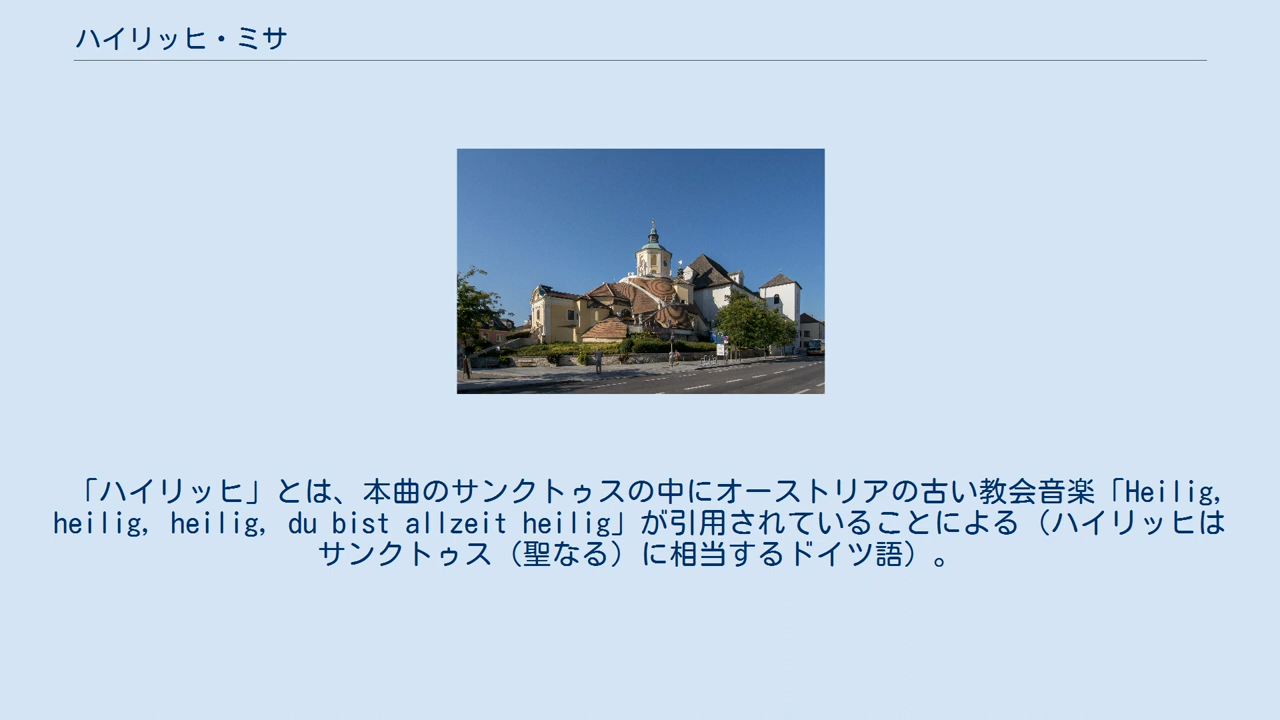 ハイリッヒ・ミサ
「ハイリッヒ」とは、本曲のサンクトゥスの中にオーストリアの古い教会音楽「Heilig,
heilig, heilig, du bist allzeit heilig」が引用されていることによる（ハイリッヒは
サンクトゥス（聖なる）に相当するドイツ語）。